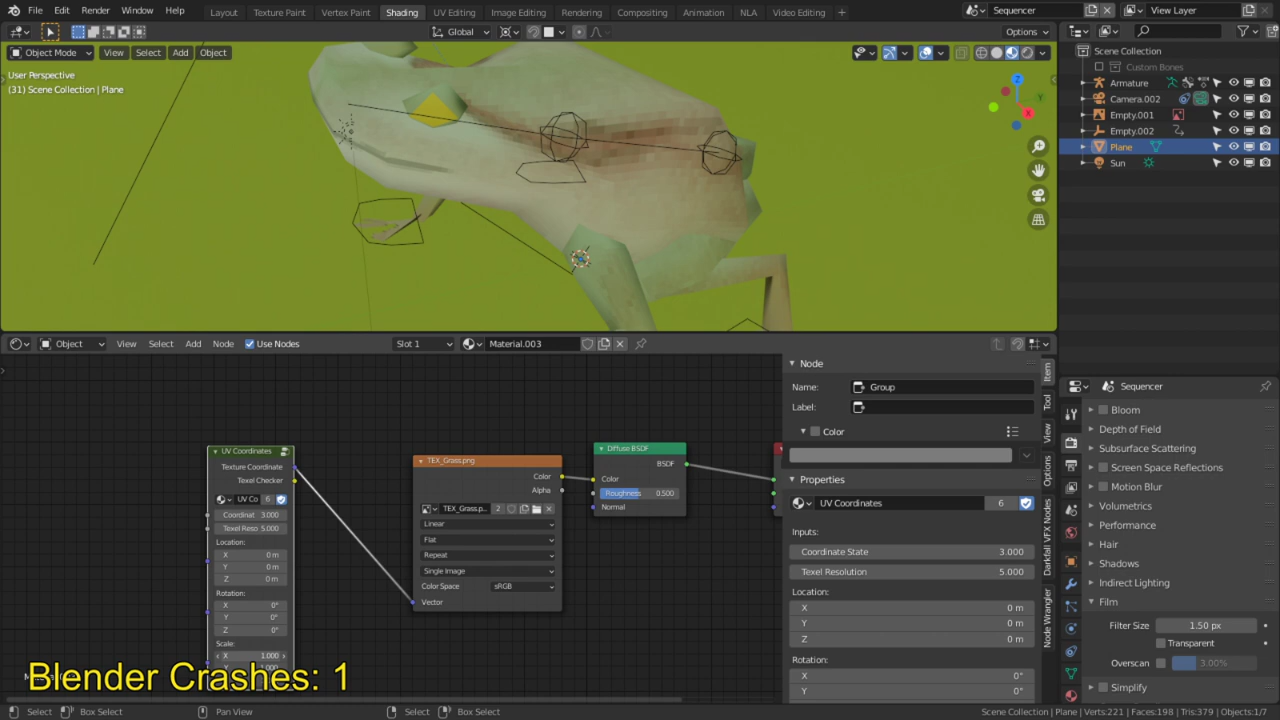 File Edit Render Window Help Layout Texture Paint Vertex Paint Shading UV Editing Image Editing Rendering Compositing Animation NLA Video Editing + Sequencer View Layer
Global Options
Object Mode View Select Add Object
User Perspective
(31) Scene Collection | Plane
Z
Y
X
Scene Collection
Custom Bones
Armature
Camera.002
Empty.001
Empty.002
Plane
Sun
Object View Select Add Node Use Nodes Slot 1 Material.003
UV Coordinates
Texture Coordinate
Texel Checker
UV Co 6
Coordinat 3.000
Texel Reso 5.000
Location:
X 0 m
Y 0 m
Z 0 m
Rotation:
X 0°
Y 0°
Z 0°
Scale:
X 1.000
TEX_Grass.png
Color
Alpha
TEX_Grass.p... 2
Linear
Flat
Repeat
Single Image
Color Space sRGB
Vector
Diffuse BSDF
BSDF
Color
Roughness 0.500
Normal
Node
Name: Group
Label:
Color
Properties
UV Coordinates 6
Inputs:
Coordinate State 3.000
Texel Resolution 5.000
Location:
X 0 m
Y 0 m
Z 0 m
Rotation:
X 0°
Y 0°
Item
Tool
View
Options
Darkfall VFX Nodes
Node Wrangler
Sequencer
Bloom
Depth of Field
Subsurface Scattering
Screen Space Reflections
Motion Blur
Volumetrics
Performance
Hair
Shadows
Indirect Lighting
Film
Filter Size 1.50 px
Transparent
Overscan 3.00%
Simplify
Blender Crashes: 1
Select Box Select Pan View Select Box Select Scene Collection | Plane | Verts:221 | Faces:198 | Tris:379 | Objects:1/7